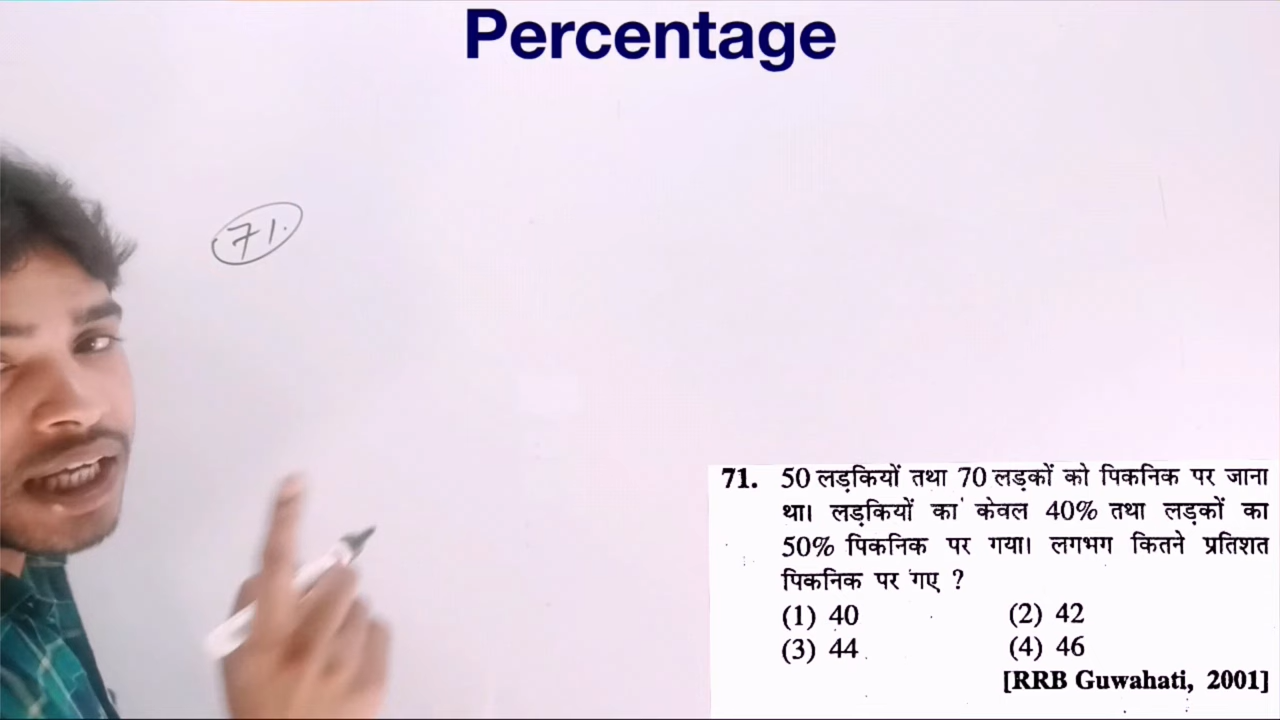 Percentage
71.
71. 50 लड़कियों तथा 70 लड़कों को पिकनिक पर जाना
था। लड़कियों का केवल 40% तथा लड़कों का
50% पिकनिक पर गया। लगभग कितने प्रतिशत
पिकनिक पर गए ?
(1) 40 (2) 42
(3) 44 (4) 46
[RRB Guwahati, 2001]